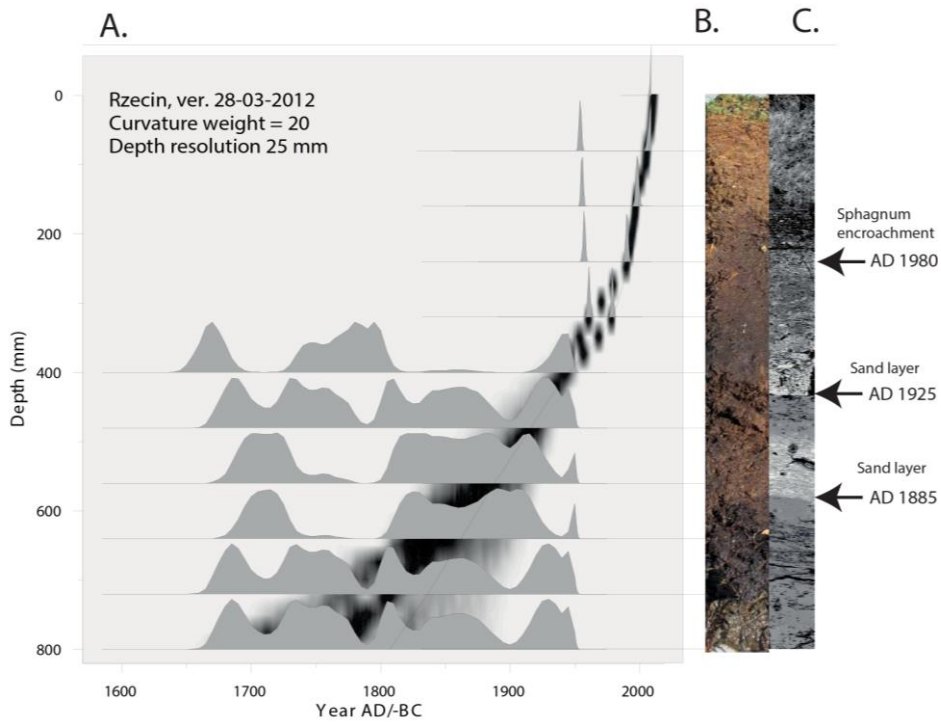 A.
B.
C.
Rzecin, ver. 28-03-2012
Curvature weight = 20
Depth resolution 25 mm
0
200
400
600
800
Depth (mm)
1600
1700
1800
1900
2000
Year AD/-BC
Sphagnum
encroachment
AD 1980
Sand layer
AD 1925
Sand layer
AD 1885